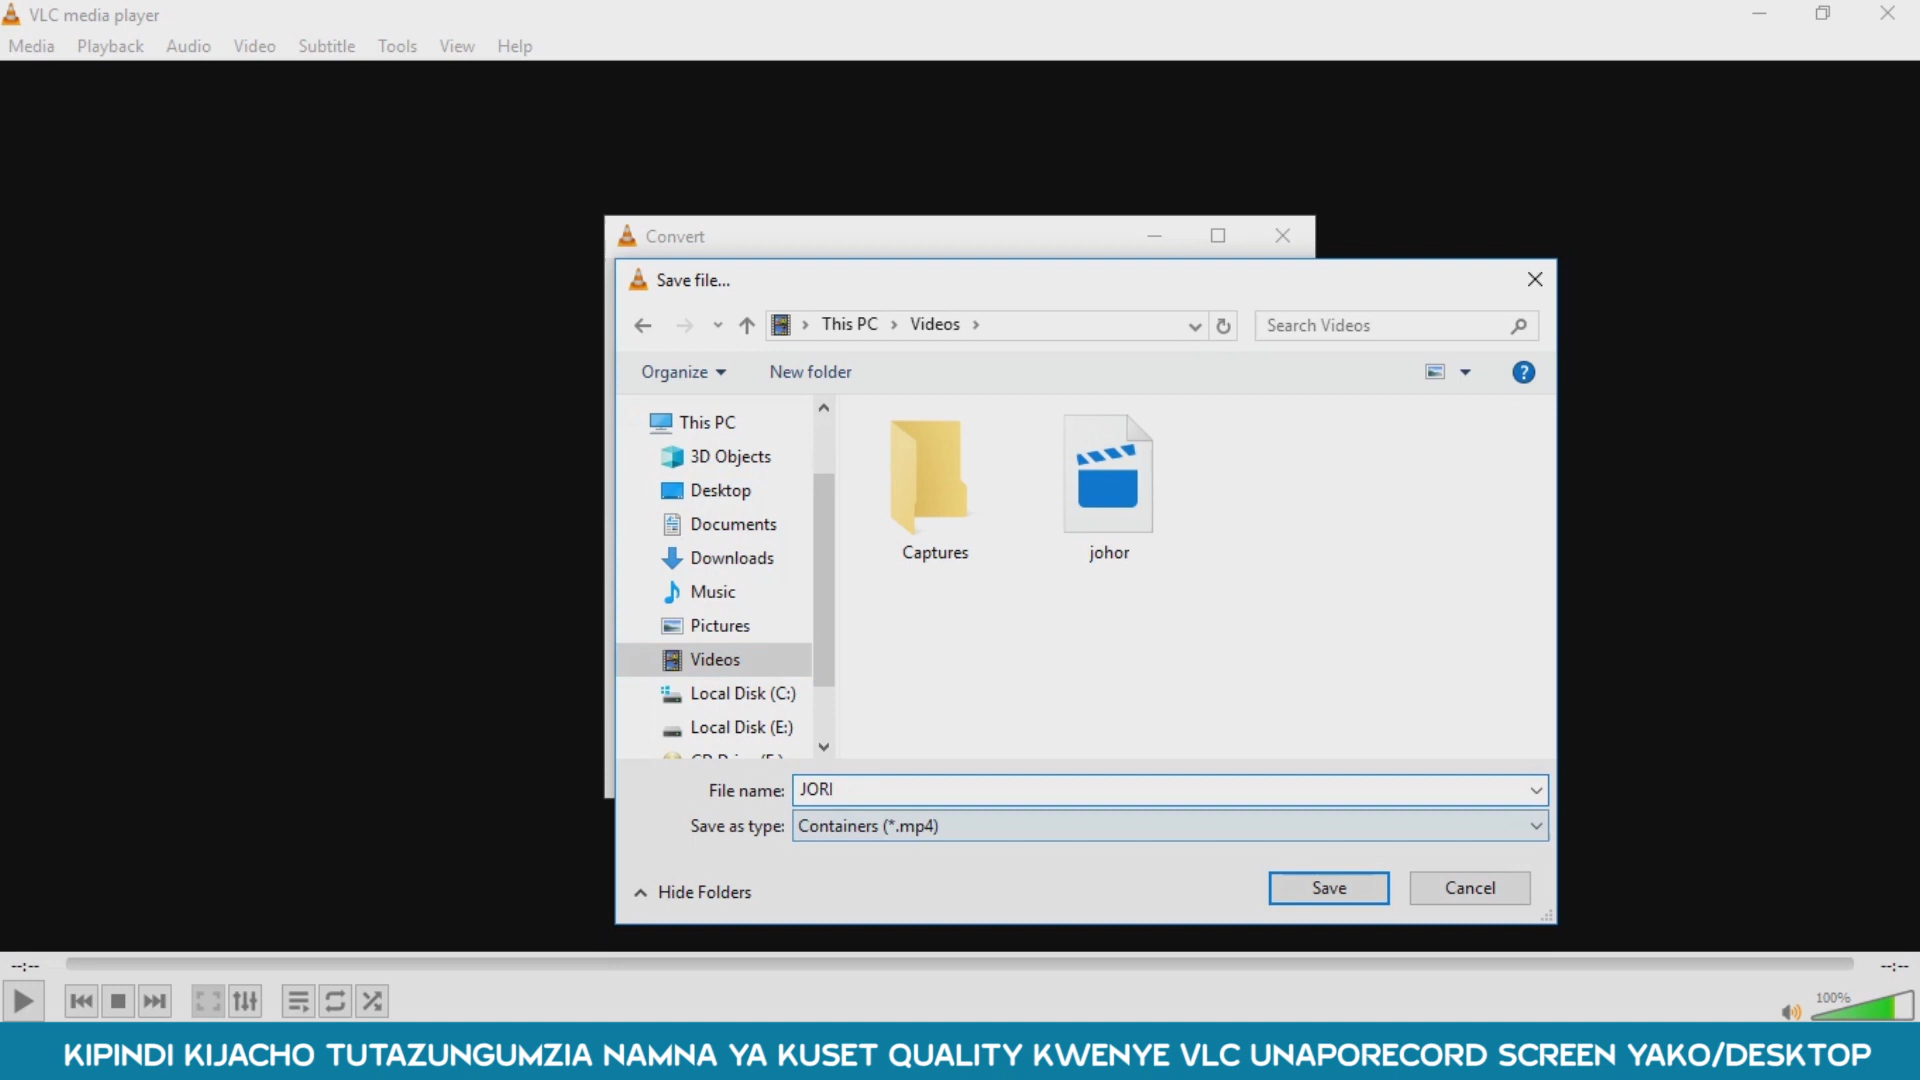 VLC media player
Media Playback Audio Video Subtitle Tools View Help
Convert
Save file...
This PC Videos
Search Videos
Organize New folder
?
This PC
3D Objects
Desktop
Documents
Downloads
Music
Pictures
Videos
Local Disk (C:)
Local Disk (E:)
Captures
johor
File name: JORI
Save as type: Containers (*.mp4)
Hide Folders
Save Cancel
--:-- --:--
100%
KIPINDI KIJACHO TUTAZUNGUMZIA NAMNA YA KUSET QUALITY KWENYE VLC UNAPORECORD SCREEN YAKO/DESKTOP